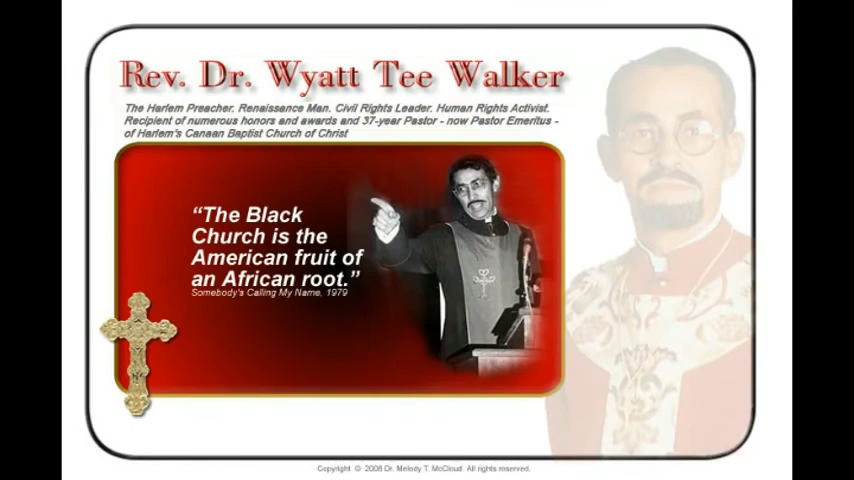 Rev. Dr. Wyatt Tee Walker
The Harlem Preacher. Renaissance Man. Civil Rights Leader. Human Rights Activist.
Recipient of numerous honors and awards and 37-year Pastor - now Pastor Emeritus -
of Harlem's Canaan Baptist Church of Christ
“The Black
Church is the
American fruit of
an African root.”
Somebody's Calling My Name, 1979
Copyright © 2008 Dr. Melody T. McCloud. All rights reserved.